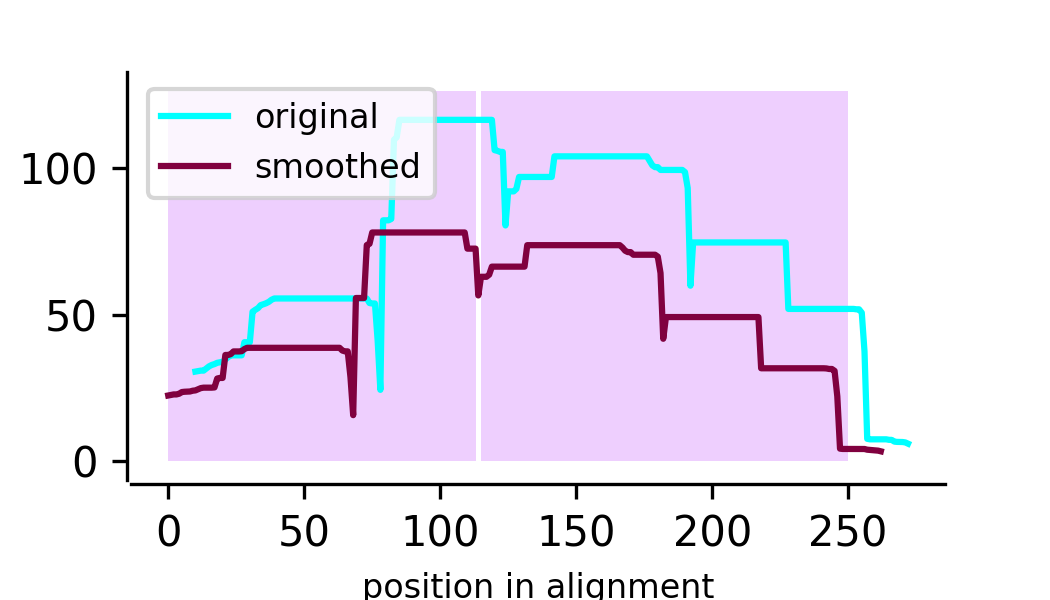 original
smoothed
100
50
0
0 50 100 150 200 250
position in alignment